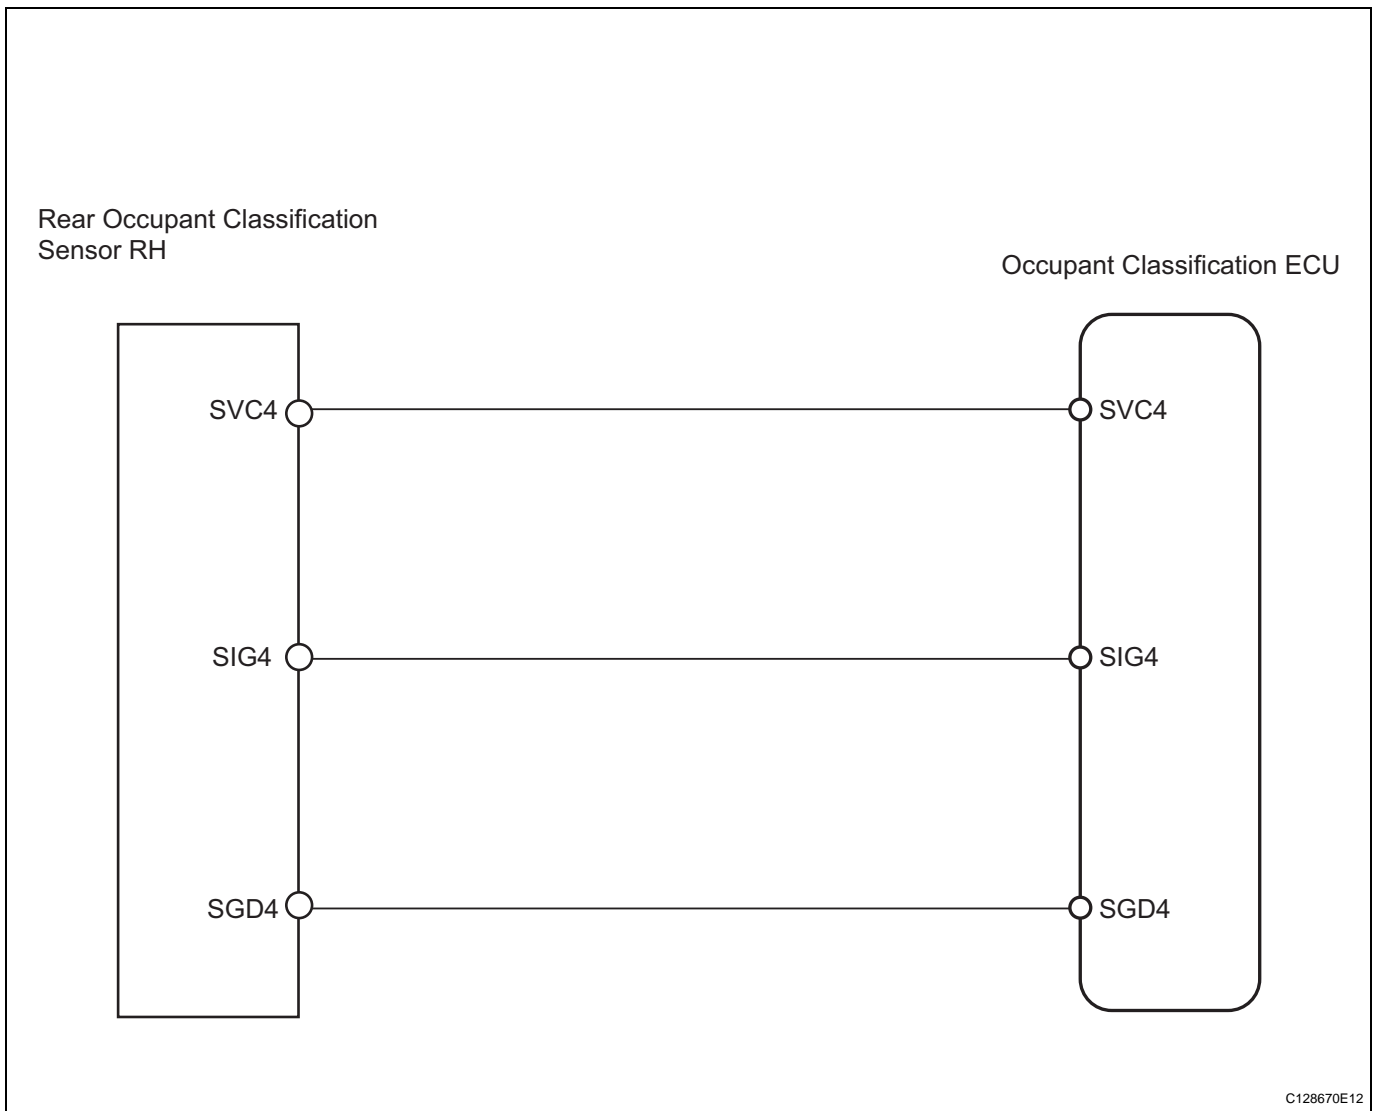 Rear Occupant Classification
Sensor RH
Occupant Classification ECU
SVC4
SVC4
SIG4
SIG4
SGD4
SGD4
C128670E12